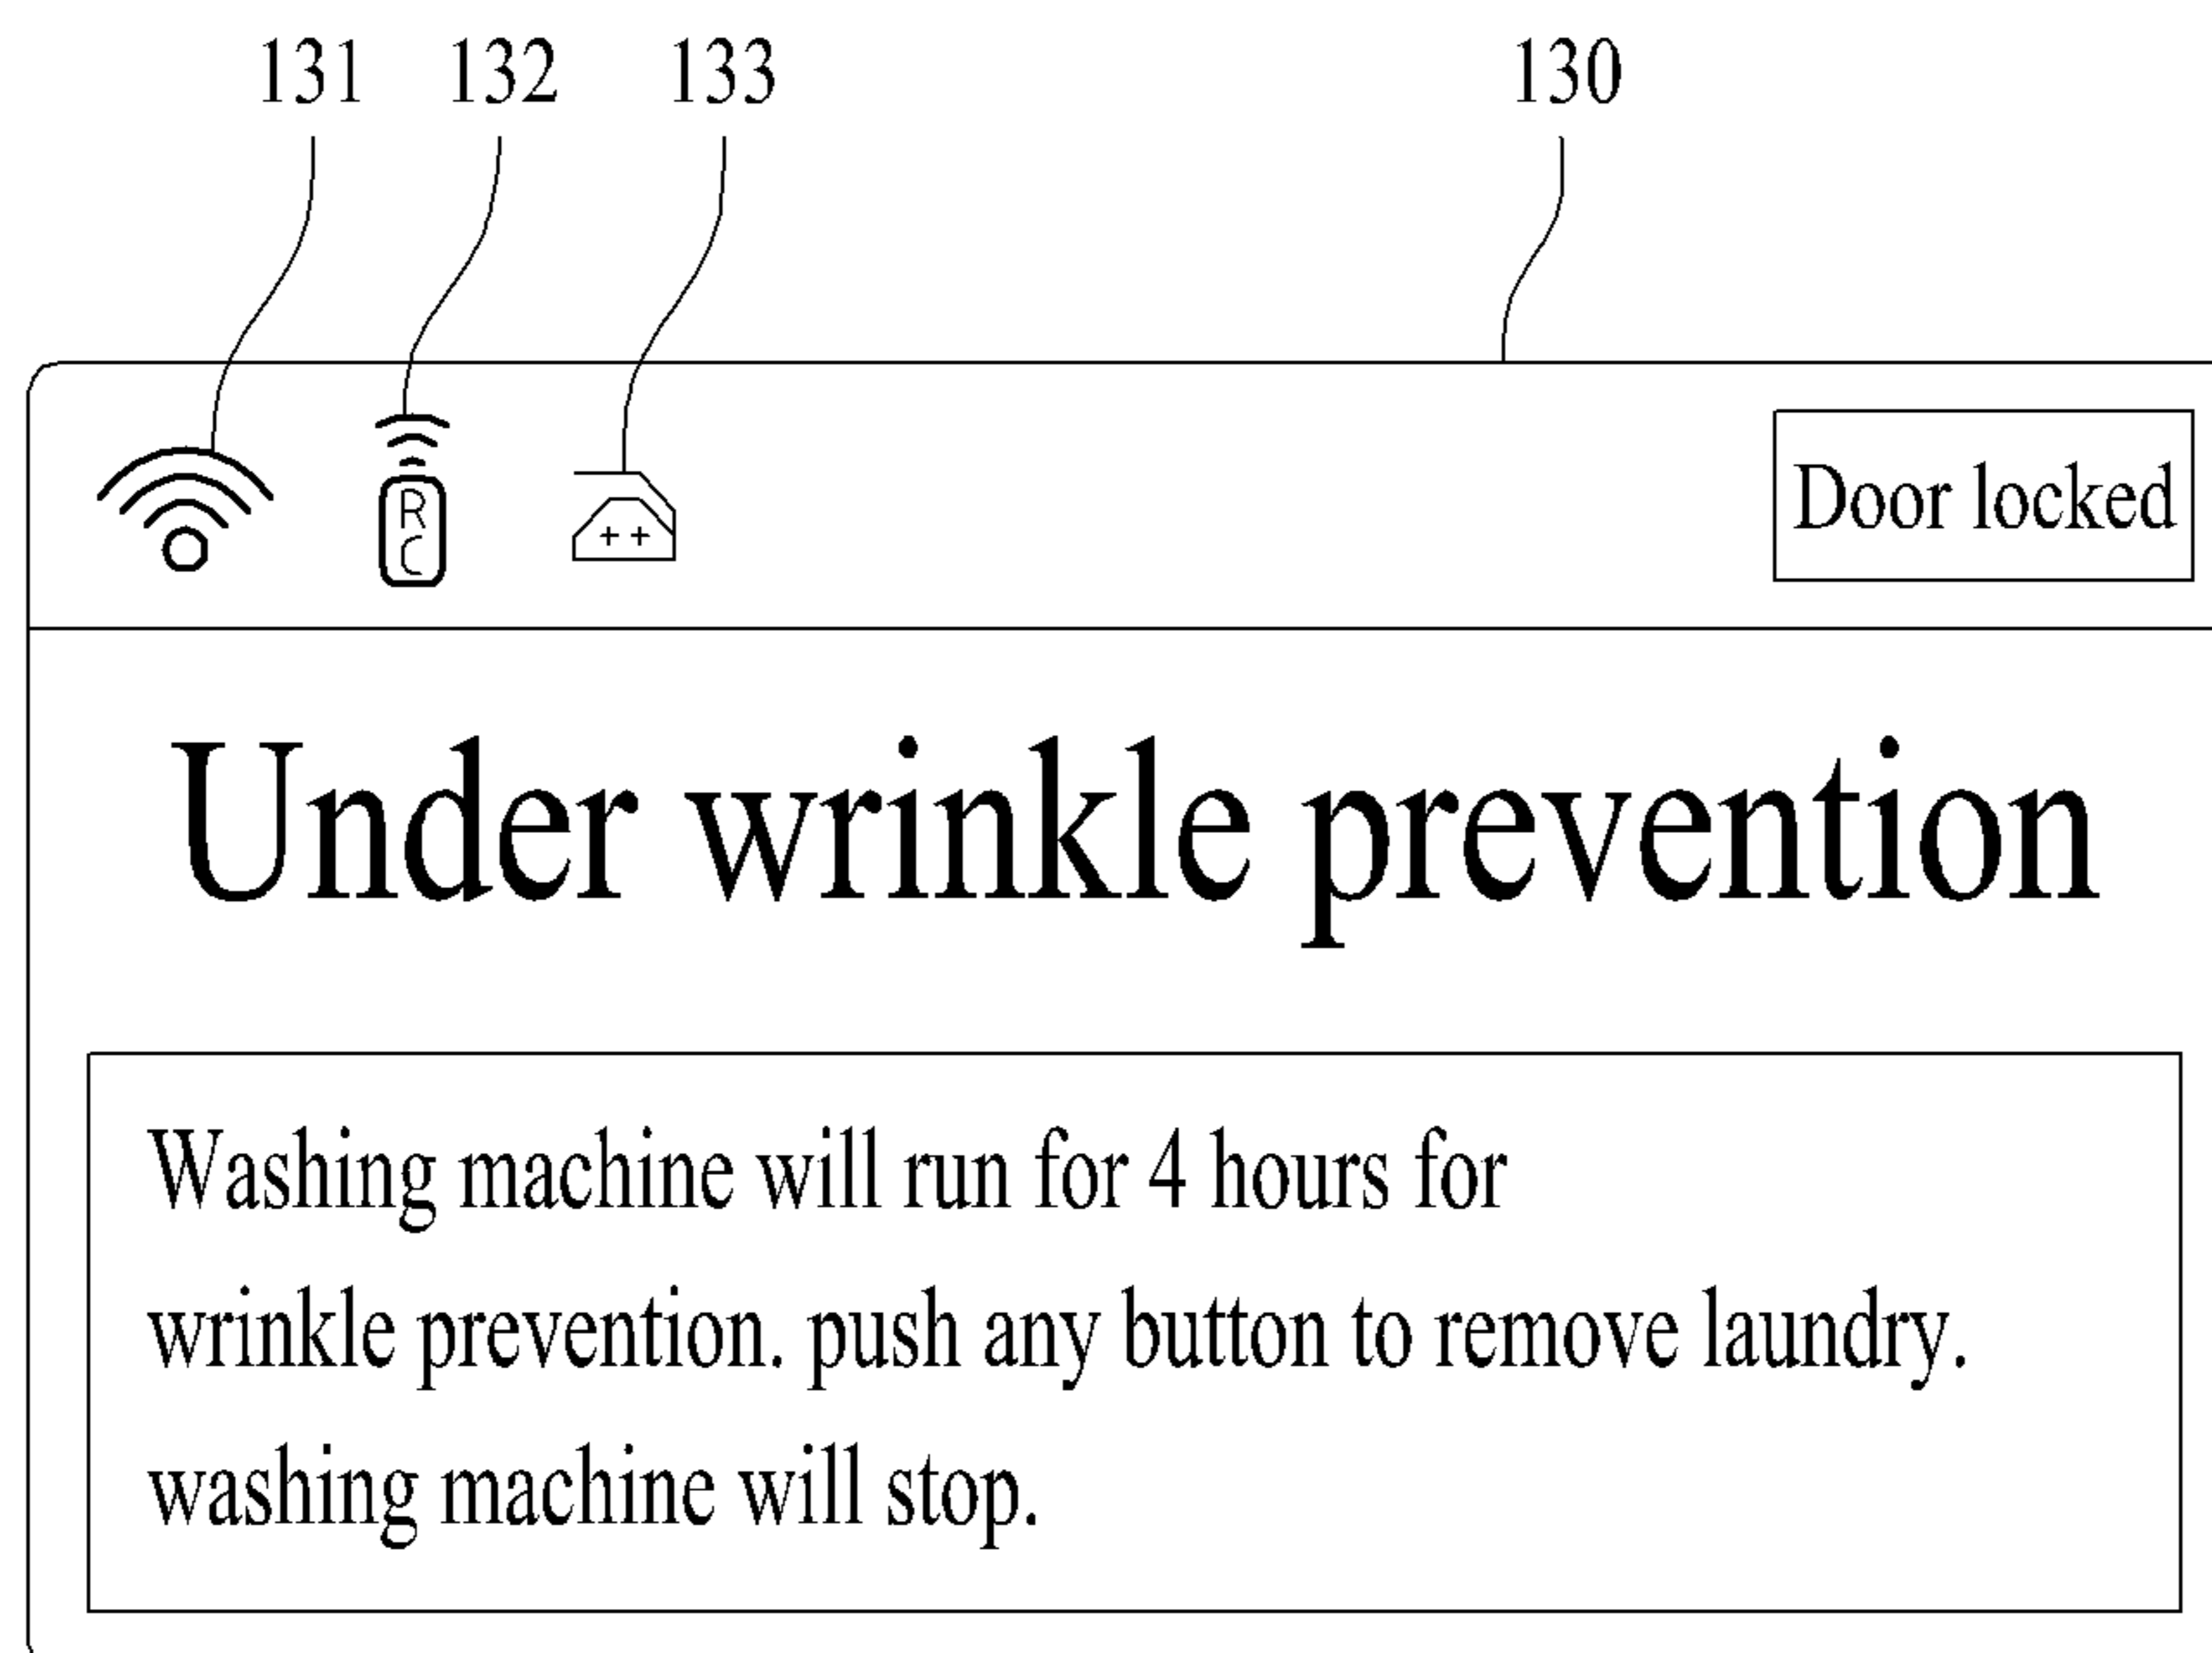 131 132 133 130
RC
++
Door locked
Under wrinkle prevention
Washing machine will run for 4 hours for
wrinkle prevention. push any button to remove laundry.
washing machine will stop.